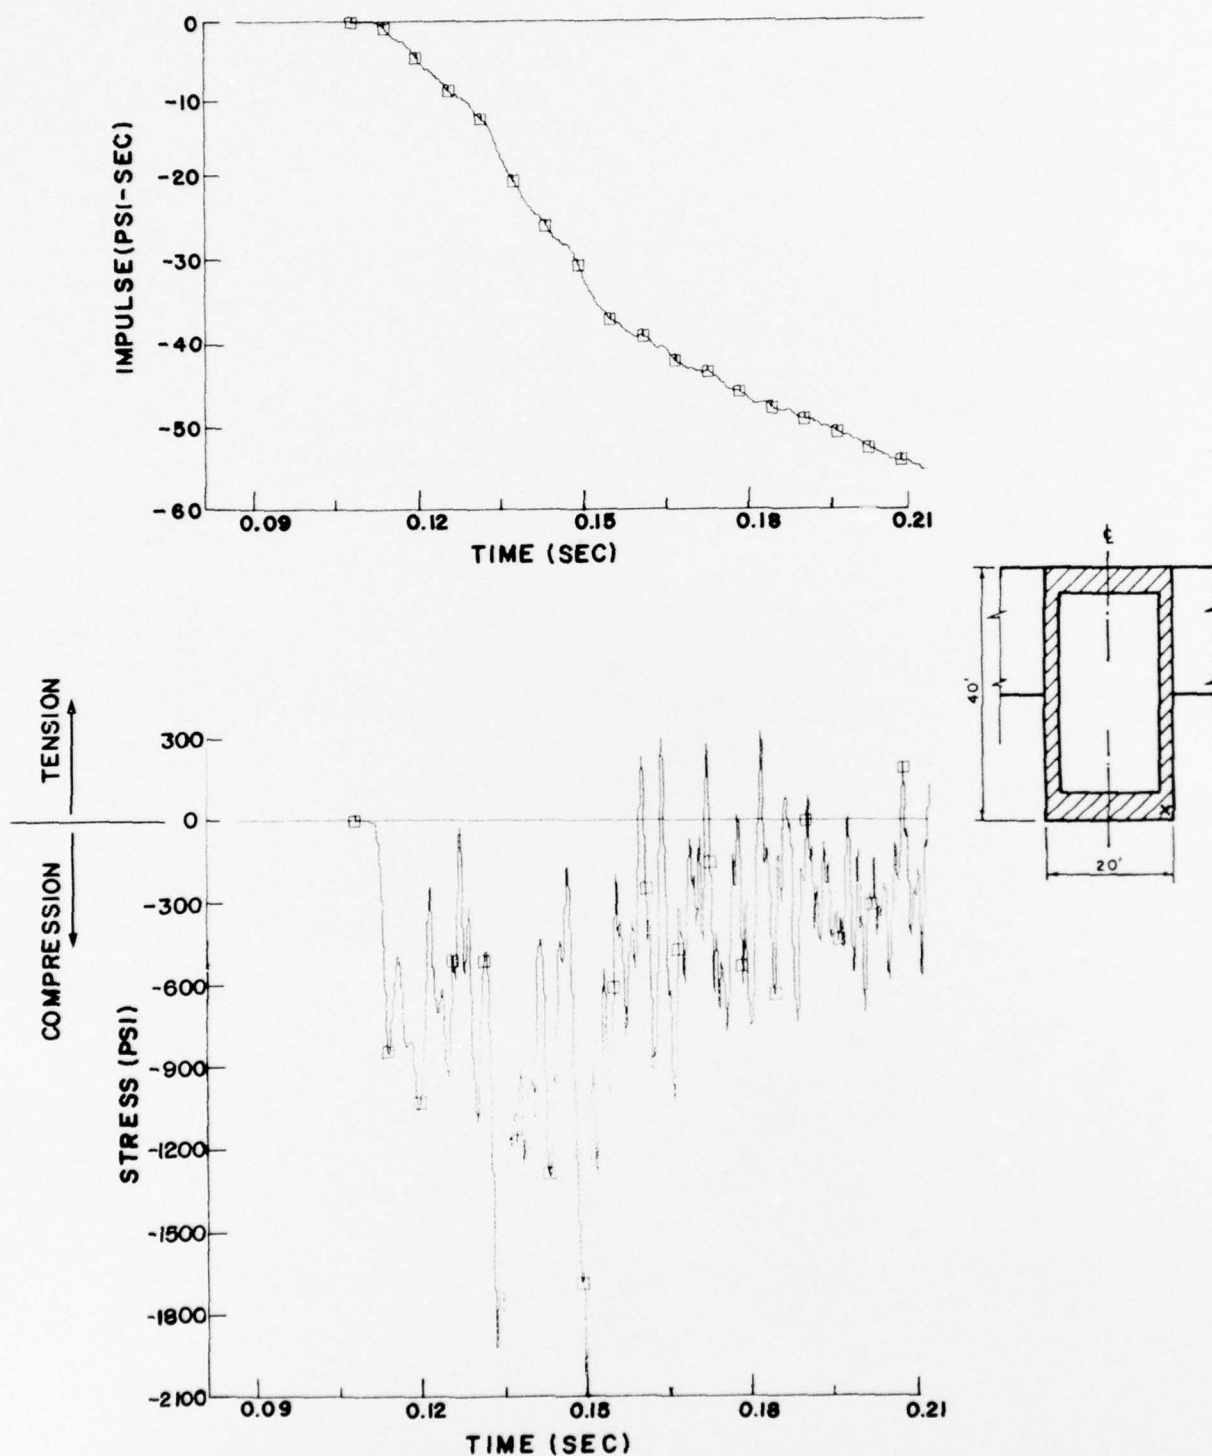 0
-10
-20
-30
-40
-50
-60
IMPULSE (PSI-SEC)
0.09 0.12 0.15 0.18 0.21
TIME (SEC)
℄
40'
20'
x
TENSION
COMPRESSION
300
0
-300
-600
-900
-1200
-1500
-1800
-2100
STRESS (PSI)
0.09 0.12 0.15 0.18 0.21
TIME (SEC)